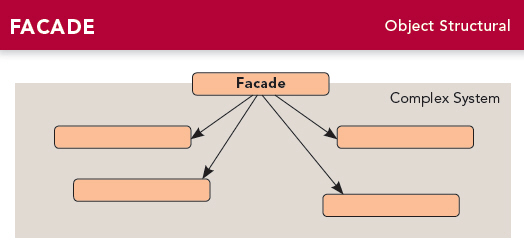 FACADE
Object Structural
Facade
Complex System